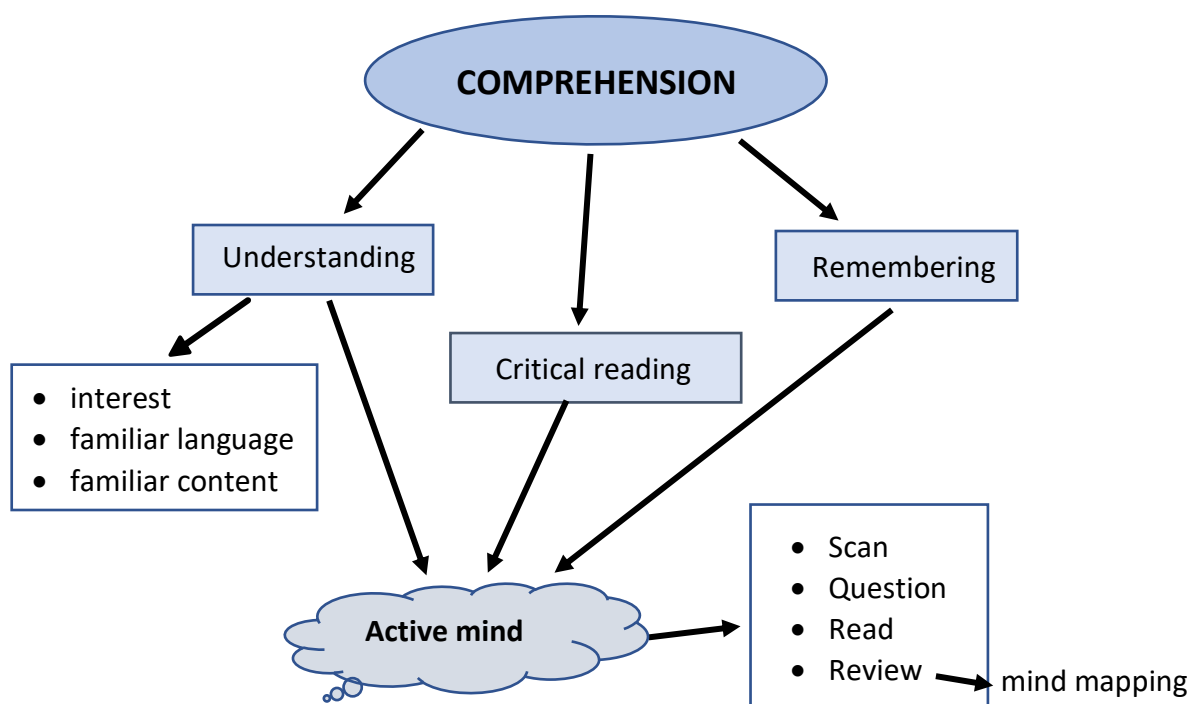 COMPREHENSION
Understanding
Remembering
Critical reading
• interest
• familiar language
• familiar content
Active mind
• Scan
• Question
• Read
• Review
mind mapping